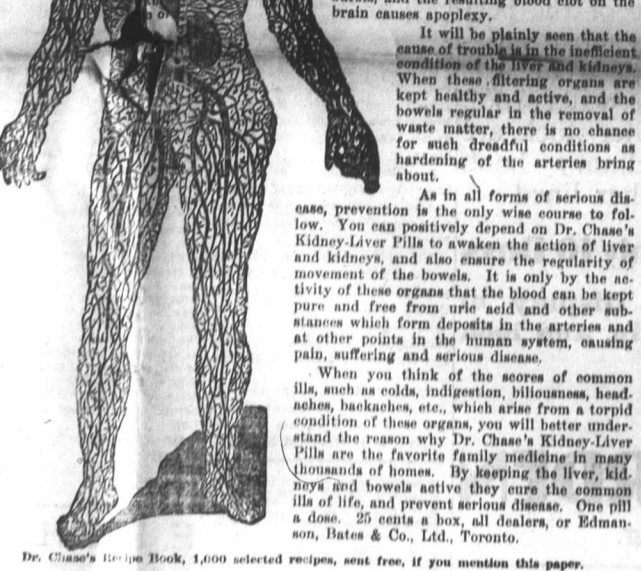 and the resulting blood clot on the
brain causes apoplexy.
It will be plainly seen that the
cause of trouble is in the inefficient
condition of the liver and kidneys.
When these filtering organs are
kept healthy and active, and the
bowels regular in the removal of
waste matter, there is no chance
for such dreadful conditions as
hardening of the arteries bring
about.
As in all forms of serious dis-
ease, prevention is the only wise course to fol-
low. You can positively depend on Dr. Chase's
Kidney-Liver Pills to awaken the action of liver
and kidneys, and also ensure the regularity of
movement of the bowels. It is only by the ac-
tivity of these organs that the blood can be kept
pure and free from uric acid and other sub-
stances which form deposits in the arteries and
at other points in the human system, causing
pain, suffering and serious disease.
When you think of the scores of common
ills, such as colds, indigestion, biliousness, head-
aches, backaches, etc., which arise from a torpid
condition of these organs, you will better under-
stand the reason why Dr. Chase's Kidney-Liver
Pills are the favorite family medicine in many
thousands of homes. By keeping the liver, kid-
neys and bowels active they cure the common
ills of life, and prevent serious disease. One pill
a dose. 25 cents a box, all dealers, or Edman-
son, Bates & Co., Ltd., Toronto.
Dr. Chase's Recipe Book, 1,000 selected recipes, sent free, if you mention this paper.